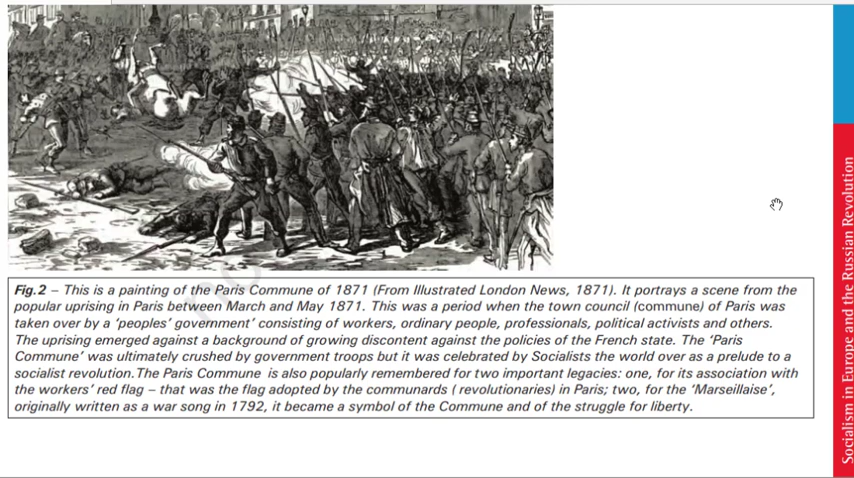 Fig.2 – This is a painting of the Paris Commune of 1871 (From Illustrated London News, 1871). It portrays a scene from the
popular uprising in Paris between March and May 1871. This was a period when the town council (commune) of Paris was
taken over by a ‘peoples’ government’ consisting of workers, ordinary people, professionals, political activists and others.
The uprising emerged against a background of growing discontent against the policies of the French state. The ‘Paris
Commune’ was ultimately crushed by government troops but it was celebrated by Socialists the world over as a prelude to a
socialist revolution.The Paris Commune is also popularly remembered for two important legacies: one, for its association with
the workers’ red flag – that was the flag adopted by the communards ( revolutionaries) in Paris; two, for the ‘Marseillaise’,
originally written as a war song in 1792, it became a symbol of the Commune and of the struggle for liberty.
Socialism in Europe and the Russian Revolution